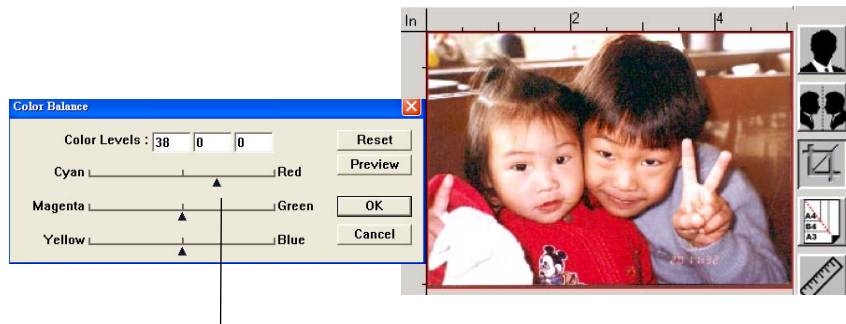 In
2
4
Color Balance
Color Levels : 38 0 0
Reset
Cyan
Red
Preview
Magenta
Green
OK
Yellow
Blue
Cancel
A4
B4
A3